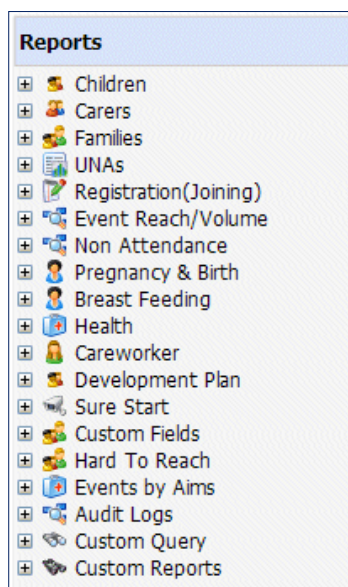 Reports
Children
Carers
Families
UNAs
Registration(Joining)
Event Reach/Volume
Non Attendance
Pregnancy & Birth
Breast Feeding
Health
Careworker
Development Plan
Sure Start
Custom Fields
Hard To Reach
Events by Aims
Audit Logs
Custom Query
Custom Reports